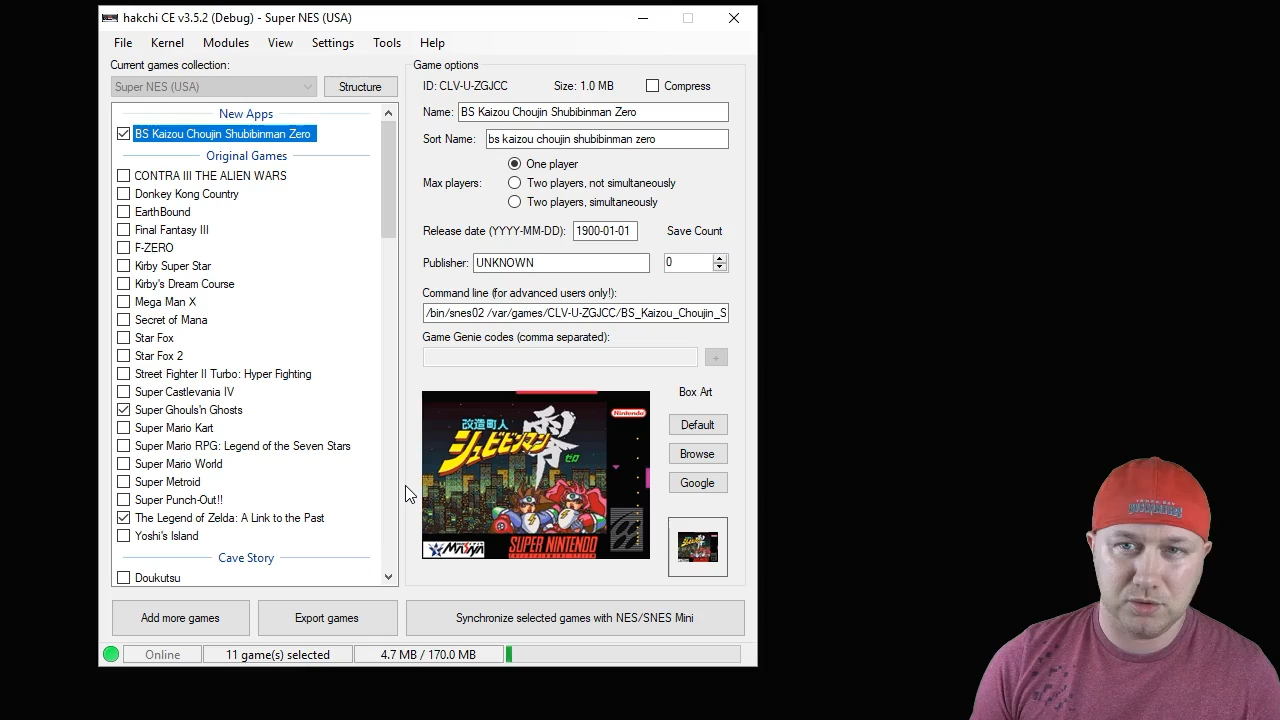 hakchi CE v3.5.2 (Debug) - Super NES (USA)
File Kernel Modules View Settings Tools Help
Current games collection:
Super NES (USA)
Structure
New Apps
BS Kaizou Choujin Shubibinman Zero
Original Games
CONTRA III THE ALIEN WARS
Donkey Kong Country
EarthBound
Final Fantasy III
F-ZERO
Kirby Super Star
Kirby's Dream Course
Mega Man X
Secret of Mana
Star Fox
Star Fox 2
Street Fighter II Turbo: Hyper Fighting
Super Castlevania IV
Super Ghouls'n Ghosts
Super Mario Kart
Super Mario RPG: Legend of the Seven Stars
Super Mario World
Super Metroid
Super Punch-Out!!
The Legend of Zelda: A Link to the Past
Yoshi's Island
Cave Story
Doukutsu
Game options
ID: CLV-U-ZGJCC Size: 1.0 MB Compress
Name: BS Kaizou Choujin Shubibinman Zero
Sort Name: bs kaizou choujin shubibinman zero
Max players:
One player
Two players, not simultaneously
Two players, simultaneously
Release date (YYYY-MM-DD): 1900-01-01 Save Count
Publisher: UNKNOWN 0
Command line (for advanced users only!):
/bin/snes02 /var/games/CLV-U-ZGJCC/BS_Kaizou_Choujin_S
Game Genie codes (comma separated):
+
Box Art
Default
Browse
Google
Nintendo
改造町人
シュビビンマン
零
ゼロ
Masaya
SUPER NINTENDO
ENTERTAINMENT SYSTEM
Add more games
Export games
Synchronize selected games with NES/SNES Mini
Online
11 game(s) selected
4.7 MB / 170.0 MB